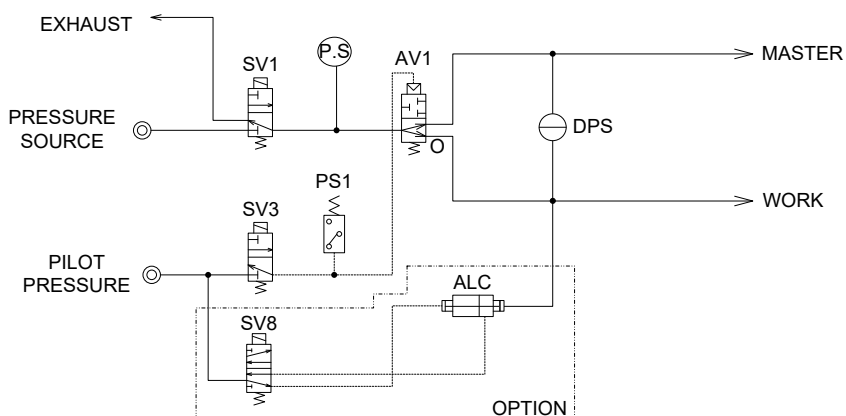 EXHAUST
SV1
P.S
AV1
MASTER
PRESSURE
SOURCE
O
DPS
PS1
SV3
WORK
PILOT
PRESSURE
ALC
SV8
OPTION